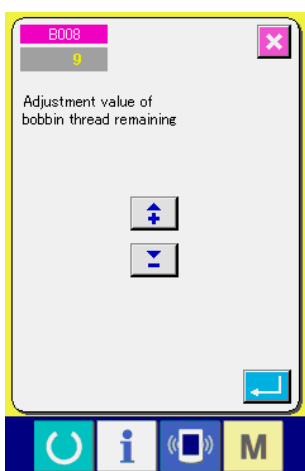 B008
9
Adjustment value of
bobbin thread remaining
i
M